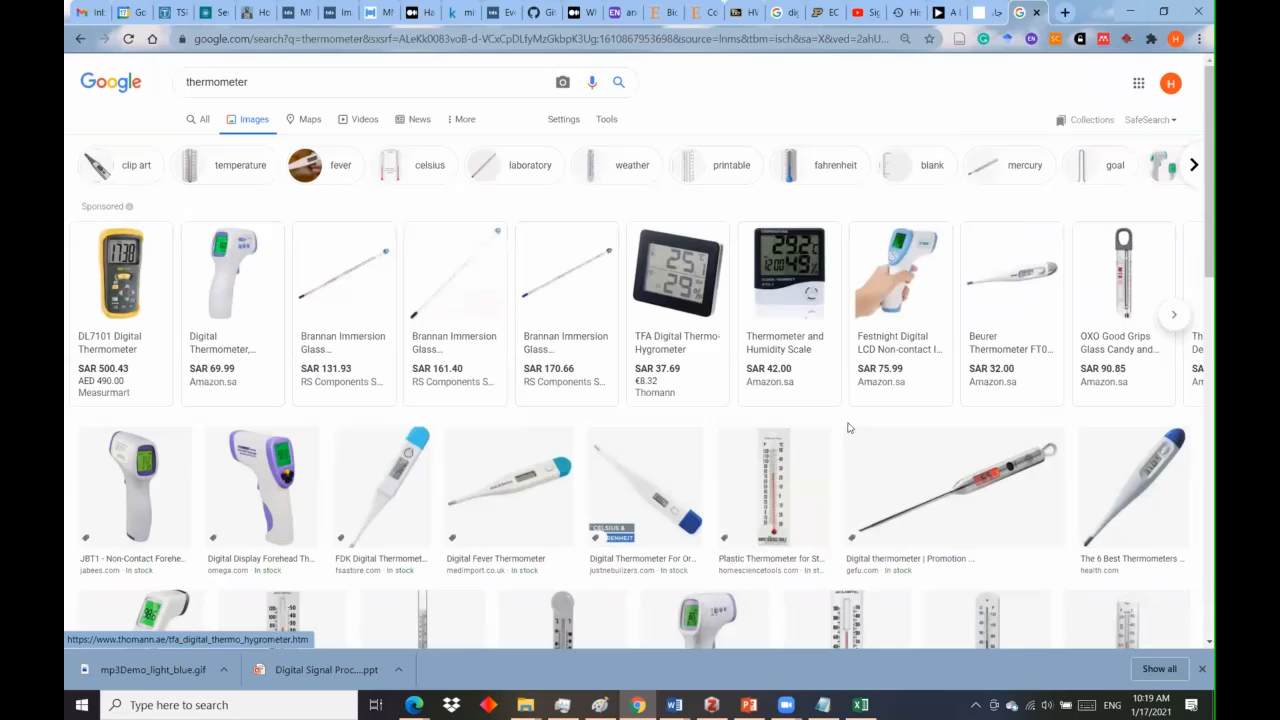 google.com/search?q=thermometer&sxsrf=ALeKk0083voB-d-VCxCpDLfyMzGkbpK3Ug:1610867953698&source=lnms&tbm=isch&sa=X&ved=2ahU...
Google
thermometer
All
Images
Maps
Videos
News
More
Settings
Tools
Collections
SafeSearch
clip art
temperature
fever
celsius
laboratory
weather
printable
fahrenheit
blank
mercury
goal
Sponsored
DL7101 Digital
Thermometer
SAR 500.43
AED 490.00
Measurmart
Digital
Thermometer,...
SAR 69.99
Amazon.sa
Brannan Immersion
Glass...
SAR 131.93
RS Components S...
Brannan Immersion
Glass...
SAR 161.40
RS Components S...
Brannan Immersion
Glass...
SAR 170.66
RS Components S...
TFA Digital Thermo-
Hygrometer
SAR 37.69
€8.32
Thomann
Thermometer and
Humidity Scale
SAR 42.00
Amazon.sa
Festnight Digital
LCD Non-contact I...
SAR 75.99
Amazon.sa
Beurer
Thermometer FT0...
SAR 32.00
Amazon.sa
OXO Good Grips
Glass Candy and...
SAR 90.85
Amazon.sa
JBT1 - Non-Contact Forehe...
jabees.com · In stock
Digital Display Forehead Th...
omega.com · In stock
FDK Digital Thermomet...
fsastore.com · In stock
Digital Fever Thermometer
medimport.co.uk · In stock
CELSIUS &
Digital Thermometer For Or...
justnebulizers.com · In stock
Plastic Thermometer for St...
homesciencetools.com · In st...
Digital thermometer | Promotion ...
gefu.com · In stock
The 6 Best Thermometers ...
health.com
https://www.thomann.ae/tfa_digital_thermo_hygrometer.htm
mp3Demo_light_blue.gif
Digital Signal Proc....ppt
Show all
Type here to search
ENG
10:19 AM
1/17/2021